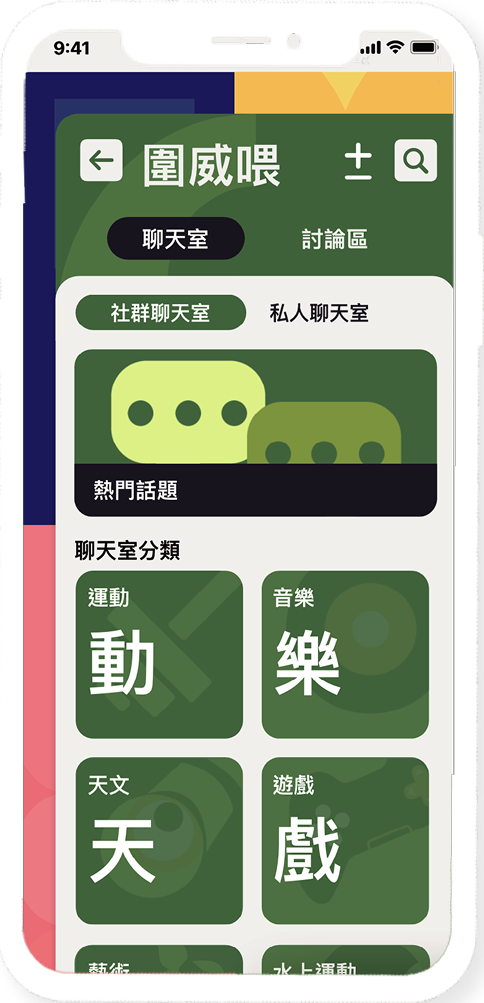 9:41
圍威喂
聊天室 討論區
社群聊天室 私人聊天室
熱門話題
聊天室分類
運動 音樂
動 樂
天文 遊戲
天 戲
藝術 水上運動